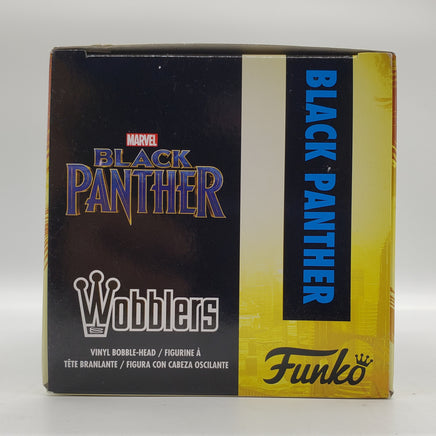 MARVEL
BLACK
PANTHER
Wobblers
VINYL BOBBLE-HEAD / FIGURINE À
TÊTE BRANLANTE / FIGURA CON CABEZA OSCILANTE
BLACK PANTHER
Funko